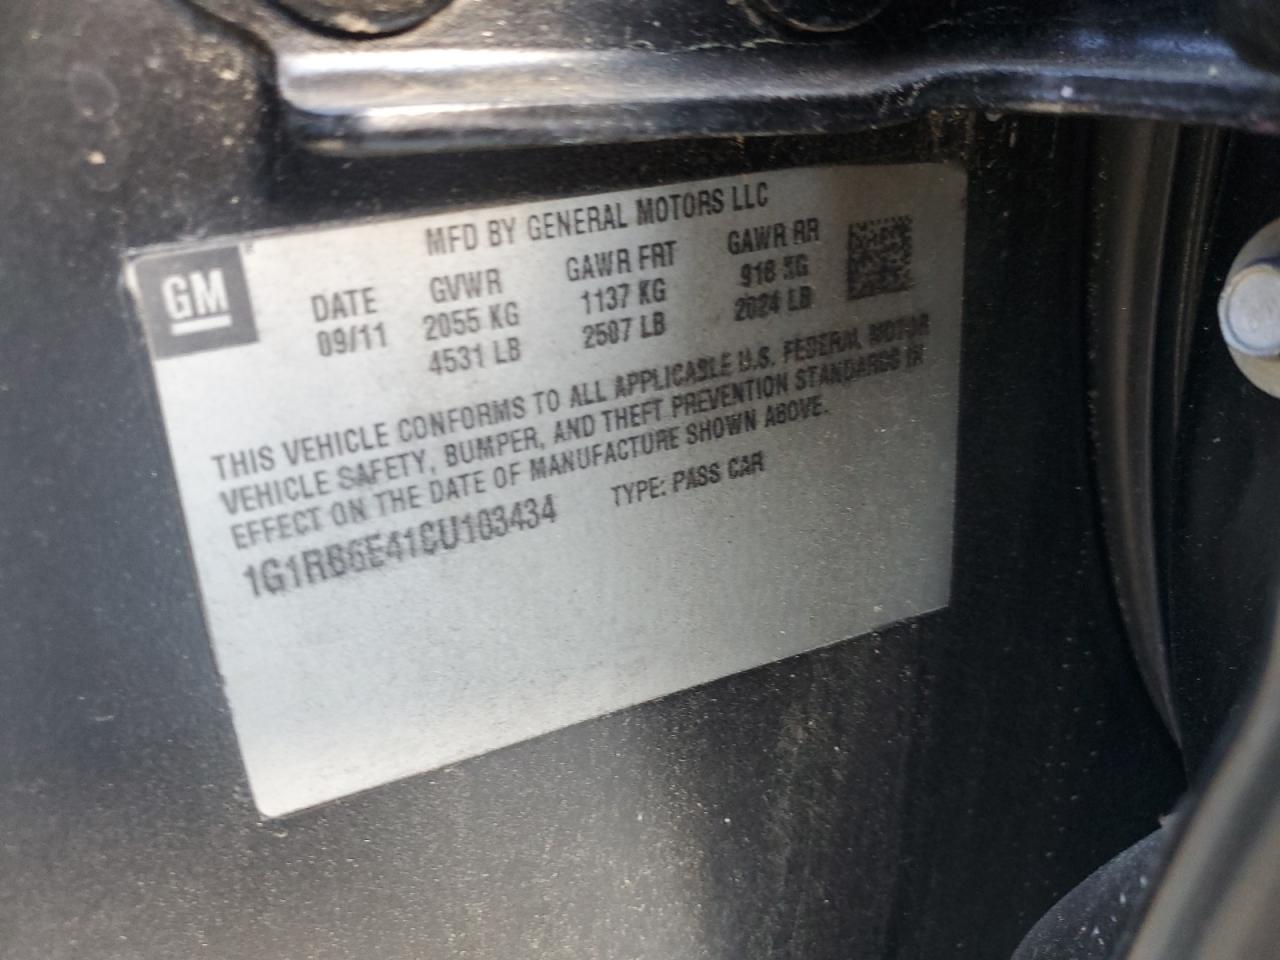 GM
MFD BY GENERAL MOTORS LLC
DATE GVWR GAWR FRT GAWR RR
09/11 2055 KG 1137 KG 918 KG
4531 LB 2507 LB 2024 LB
THIS VEHICLE CONFORMS TO ALL APPLICABLE U.S. FEDERAL MOTOR
VEHICLE SAFETY, BUMPER, AND THEFT PREVENTION STANDARDS IN
EFFECT ON THE DATE OF MANUFACTURE SHOWN ABOVE.
1G1RB6E41CU103434 TYPE: PASS CAR